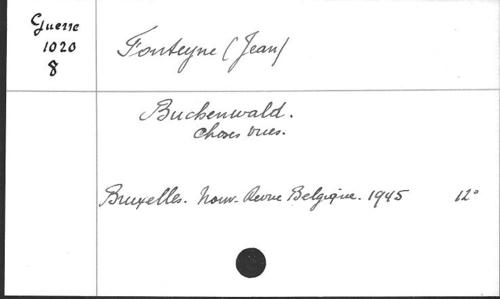 Guerre
1020
8
Fonteyne (Jean)
Buchenwald.
Choses vues.
Bruxelles. Nouv. Revue Belgique. 1945 12°